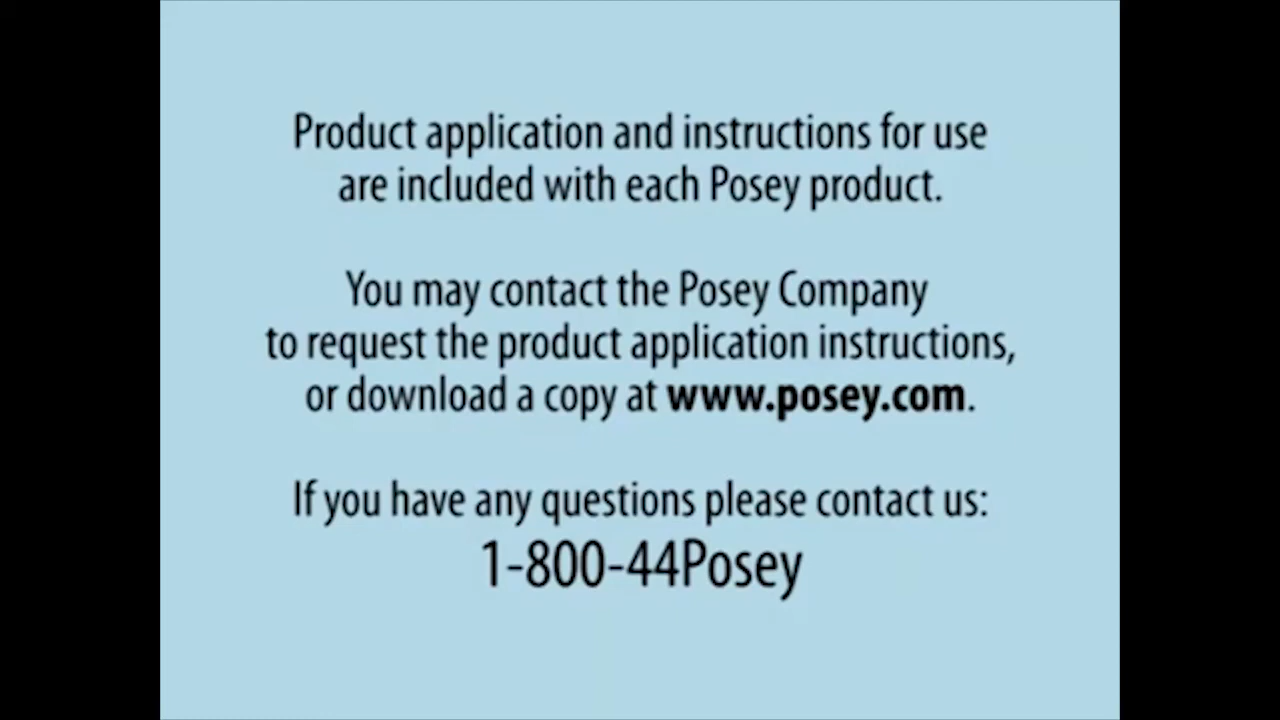 Product application and instructions for use
are included with each Posey product.
You may contact the Posey Company
to request the product application instructions,
or download a copy at www.posey.com.
If you have any questions please contact us:
1-800-44Posey